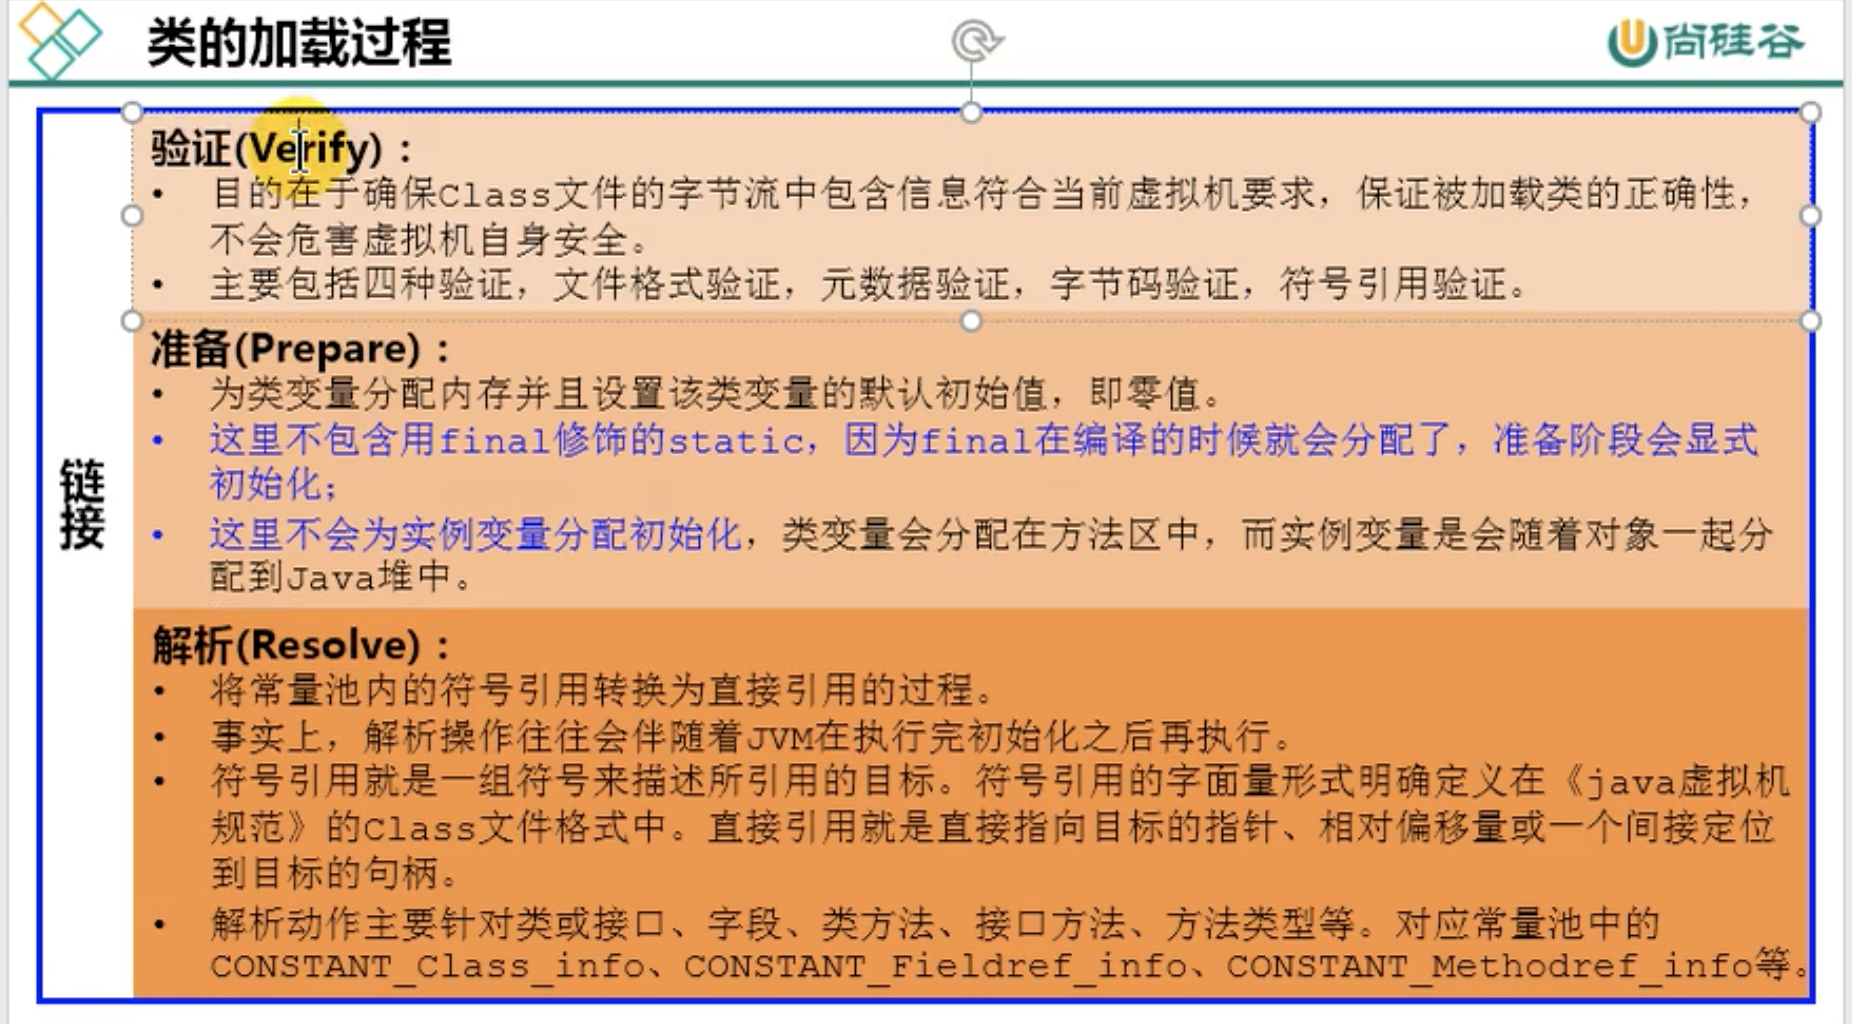 类的加载过程
尚硅谷
链接
验证(Verify)：
• 目的在于确保Class文件的字节流中包含信息符合当前虚拟机要求，保证被加载类的正确性，
不会危害虚拟机自身安全。
• 主要包括四种验证，文件格式验证，元数据验证，字节码验证，符号引用验证。
准备(Prepare)：
• 为类变量分配内存并且设置该类变量的默认初始值，即零值。
• 这里不包含用final修饰的static，因为final在编译的时候就会分配了，准备阶段会显式
初始化；
• 这里不会为实例变量分配初始化，类变量会分配在方法区中，而实例变量是会随着对象一起分
配到Java堆中。
解析(Resolve)：
• 将常量池内的符号引用转换为直接引用的过程。
• 事实上，解析操作往往会伴随着JVM在执行完初始化之后再执行。
• 符号引用就是一组符号来描述所引用的目标。符号引用的字面量形式明确定义在《java虚拟机
规范》的Class文件格式中。直接引用就是直接指向目标的指针、相对偏移量或一个间接定位
到目标的句柄。
• 解析动作主要针对类或接口、字段、类方法、接口方法、方法类型等。对应常量池中的
CONSTANT_Class_info、CONSTANT_Fieldref_info、CONSTANT_Methodref_info等。